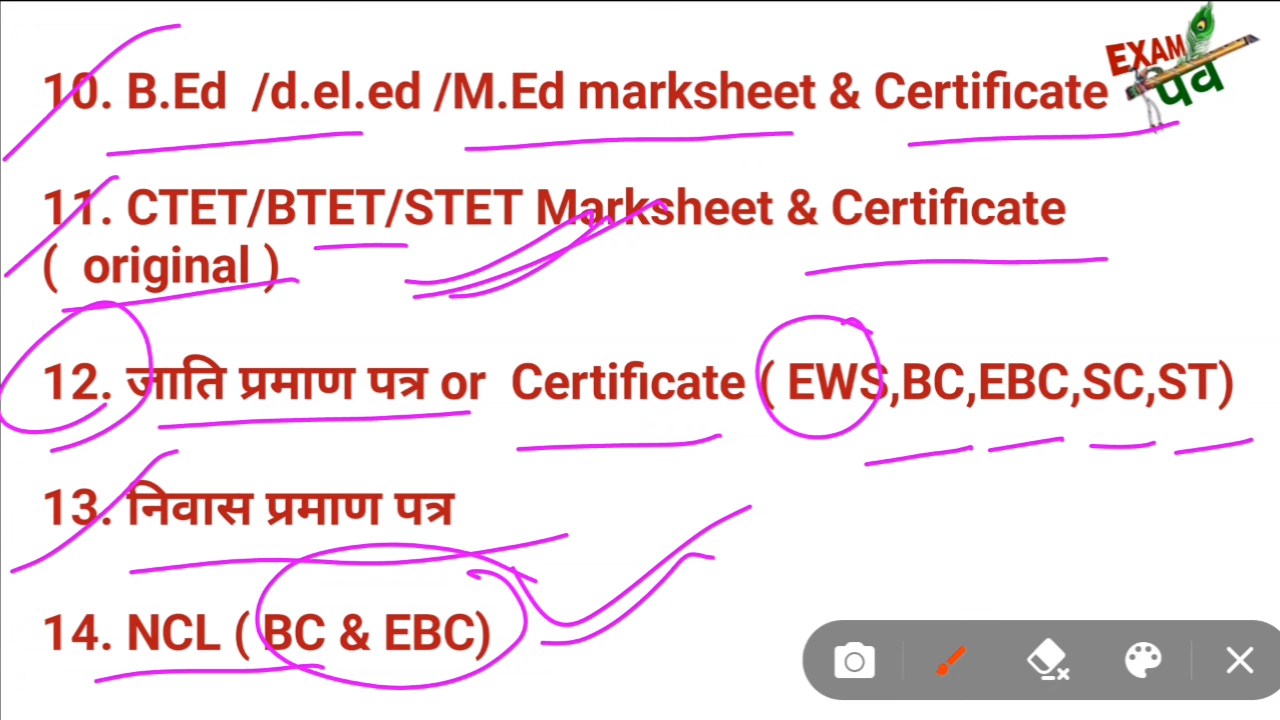 10. B.Ed /d.el.ed /M.Ed marksheet & Certificate
EXAM
पथ
11. CTET/BTET/STET Marksheet & Certificate
( original )
12. जाति प्रमाण पत्र or Certificate ( EWS,BC,EBC,SC,ST)
13. निवास प्रमाण पत्र
14. NCL ( BC & EBC)